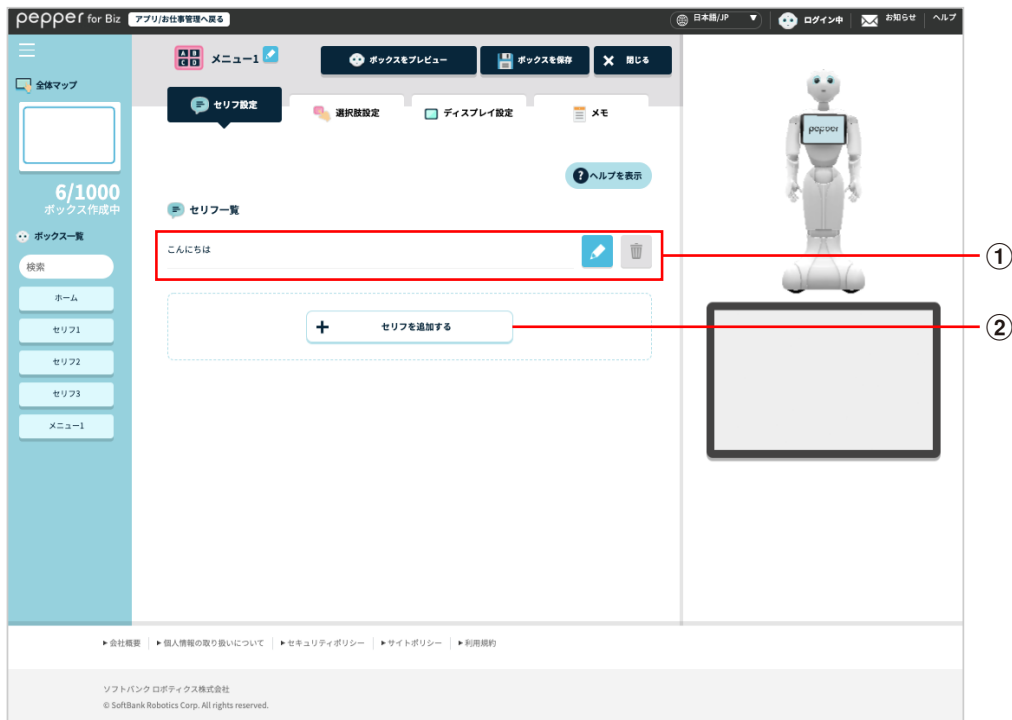 pepper for Biz アプリ/お仕事管理へ戻る 日本語/JP ▼ ログイン中 お知らせ ヘルプ
全体マップ
6/1000
ボックス作成中
ボックス一覧
検索
ホーム
セリフ1
セリフ2
セリフ3
メニュー1
A B
C D
メニュー1 ボックスをプレビュー ボックスを保存 × 閉じる
セリフ設定 選択肢設定 ディスプレイ設定 メモ
? ヘルプを表示
セリフ一覧
こんにちは ①
+ セリフを追加する ②
pepper
▶会社概要 ▶個人情報の取り扱いについて ▶セキュリティポリシー ▶サイトポリシー ▶利用規約
ソフトバンク ロボティクス株式会社
© SoftBank Robotics Corp. All rights reserved.